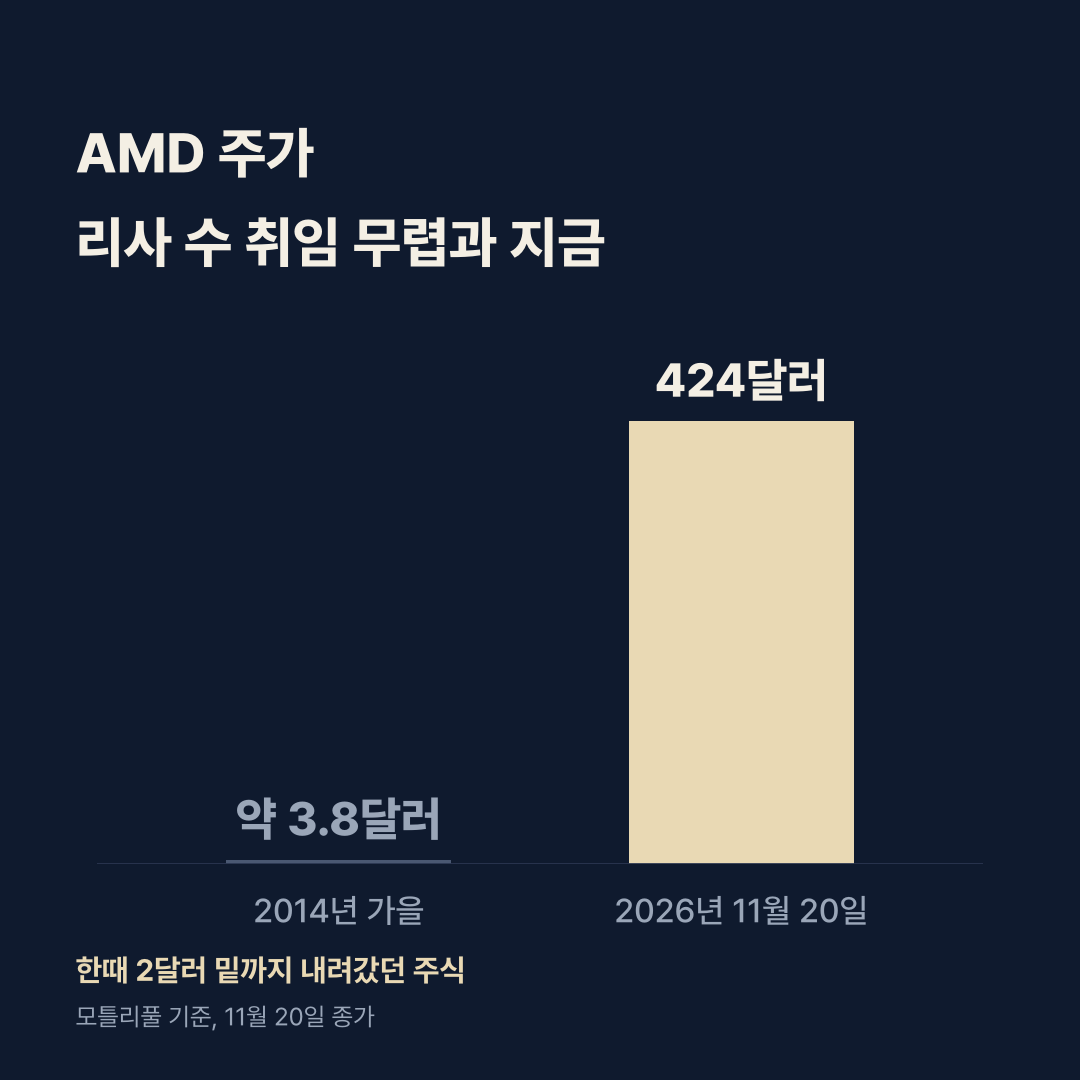 AMD 주가
리사 수 취임 무렵과 지금
424달러
약 3.8달러
2014년 가을
2026년 11월 20일
한때 2달러 밑까지 내려갔던 주식
모틀리풀 기준, 11월 20일 종가